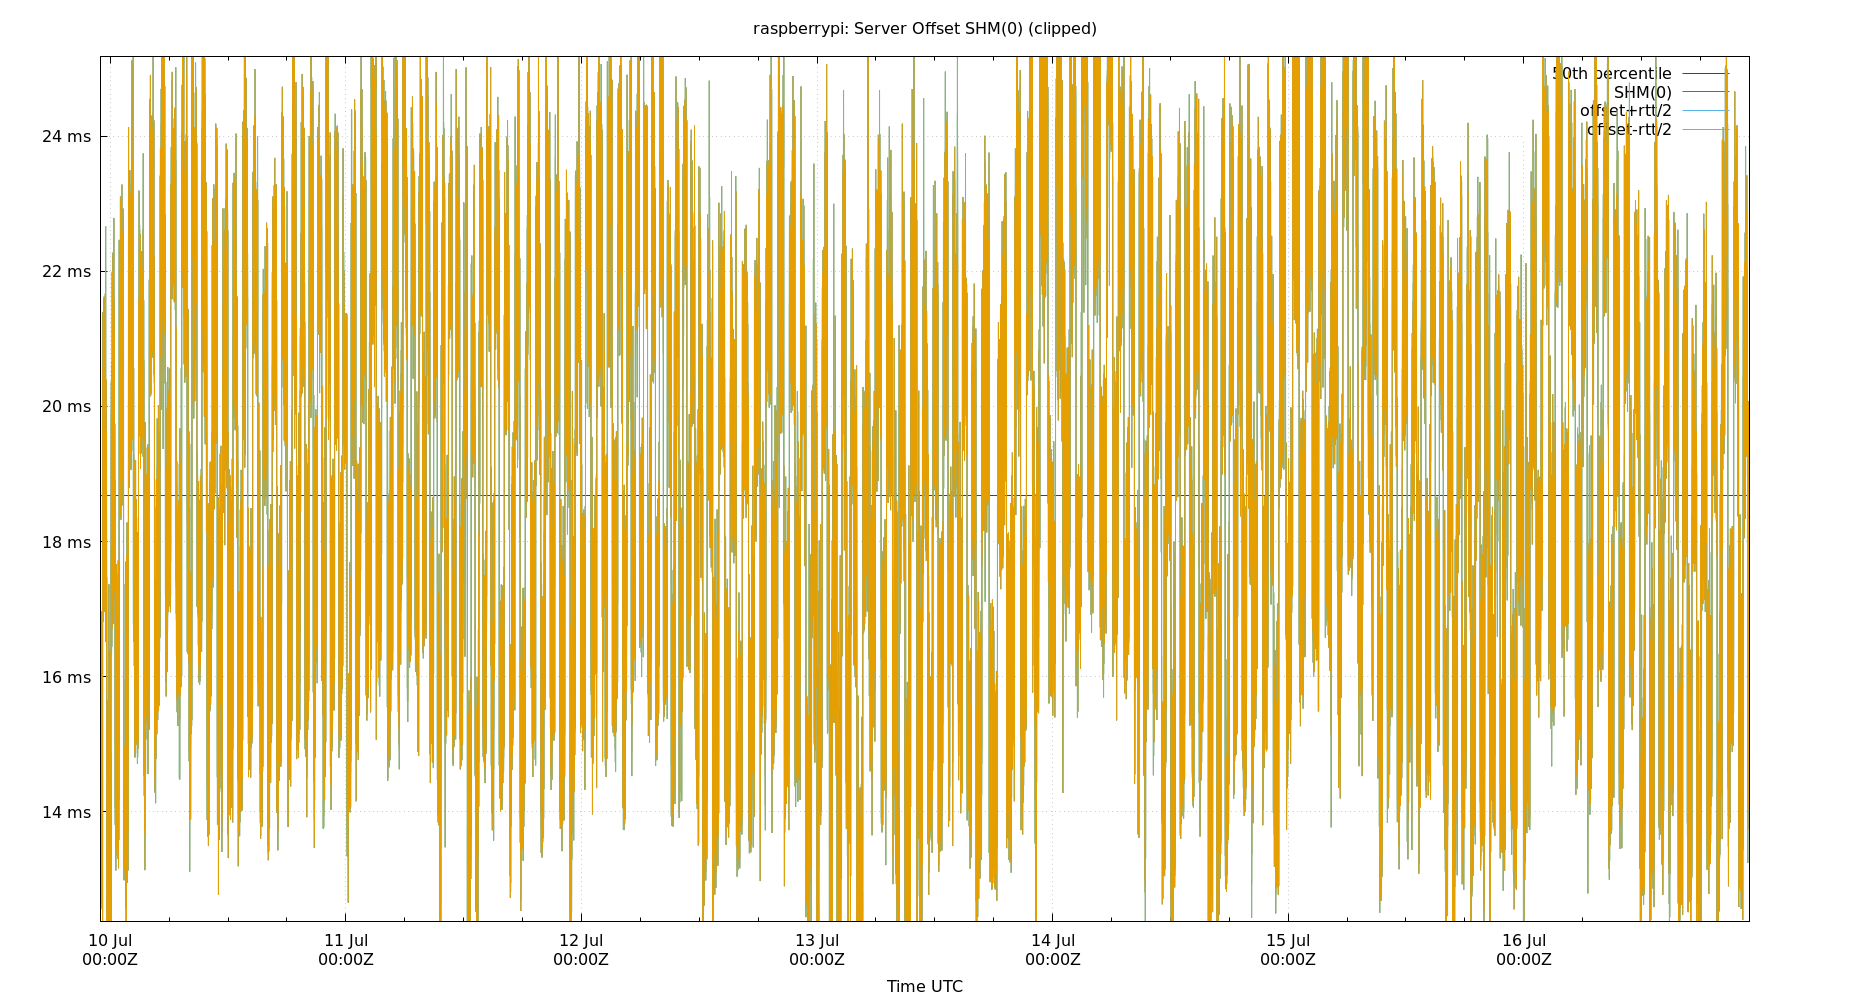 raspberrypi: Server Offset SHM(0) (clipped)
50th percentile
SHM(0)
offset+rtt/2
offset-rtt/2
24 ms
22 ms
20 ms
18 ms
16 ms
14 ms
10 Jul 11 Jul 12 Jul 13 Jul 14 Jul 15 Jul 16 Jul
00:00Z 00:00Z 00:00Z 00:00Z 00:00Z 00:00Z 00:00Z
Time UTC